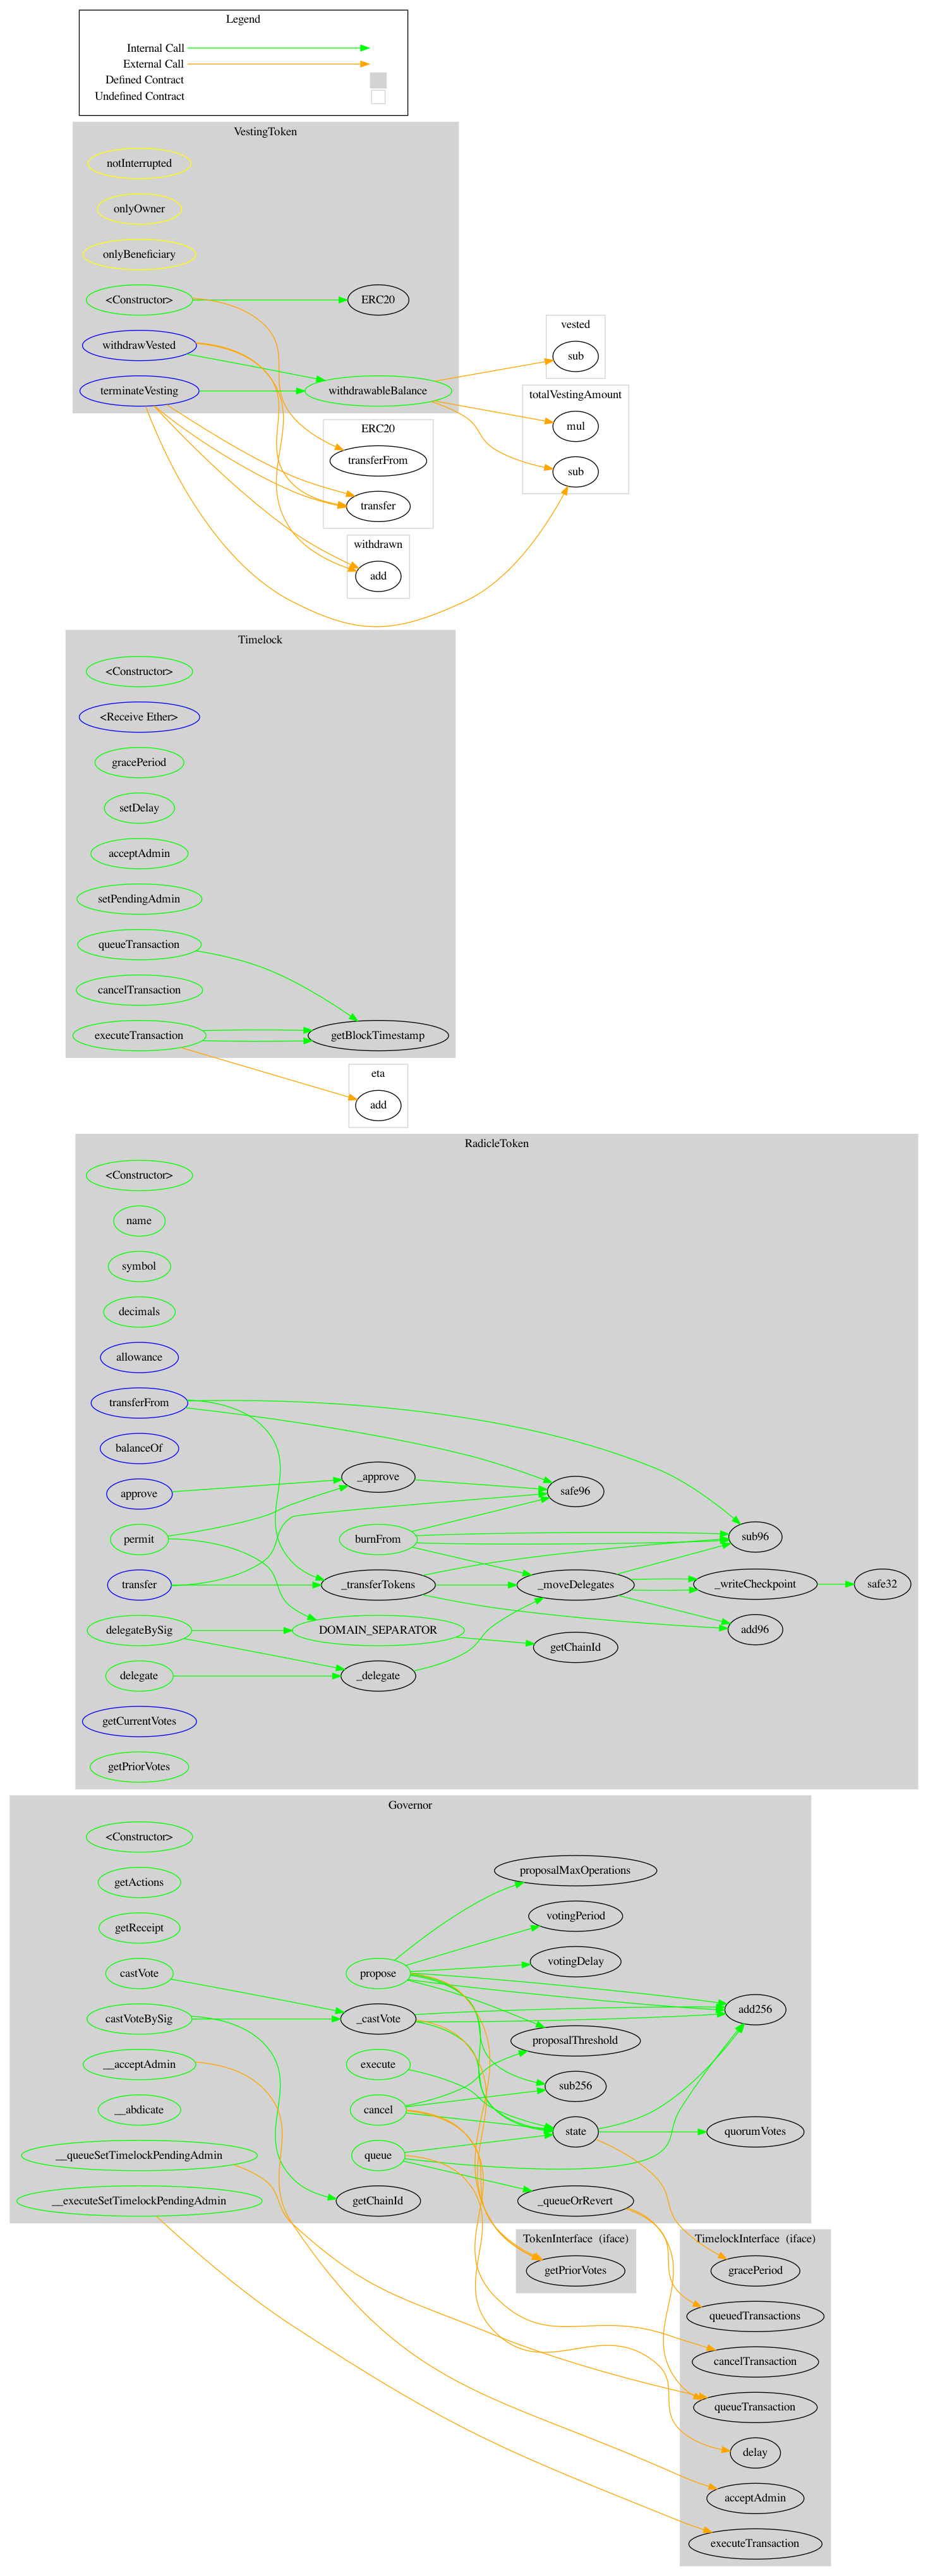 Legend
Internal Call
External Call
Defined Contract
Undefined Contract
VestingToken
notInterrupted
onlyOwner
onlyBeneficiary
<Constructor>
ERC20
withdrawVested
terminateVesting
withdrawableBalance
vested
sub
totalVestingAmount
mul
sub
ERC20
transferFrom
transfer
withdrawn
add
Timelock
<Constructor>
<Receive Ether>
gracePeriod
setDelay
acceptAdmin
setPendingAdmin
queueTransaction
cancelTransaction
executeTransaction
getBlockTimestamp
eta
add
RadicleToken
<Constructor>
name
symbol
decimals
allowance
transferFrom
balanceOf
approve
permit
transfer
delegateBySig
delegate
getCurrentVotes
getPriorVotes
_approve
burnFrom
_transferTokens
DOMAIN_SEPARATOR
_delegate
safe96
_moveDelegates
getChainId
sub96
_writeCheckpoint
add96
safe32
Governor
<Constructor>
getActions
getReceipt
castVote
castVoteBySig
__acceptAdmin
__abdicate
__queueSetTimelockPendingAdmin
__executeSetTimelockPendingAdmin
propose
_castVote
execute
cancel
queue
getChainId
proposalMaxOperations
votingPeriod
votingDelay
proposalThreshold
sub256
state
_queueOrRevert
add256
quorumVotes
TokenInterface (iface)
getPriorVotes
TimelockInterface (iface)
gracePeriod
queuedTransactions
cancelTransaction
queueTransaction
delay
acceptAdmin
executeTransaction